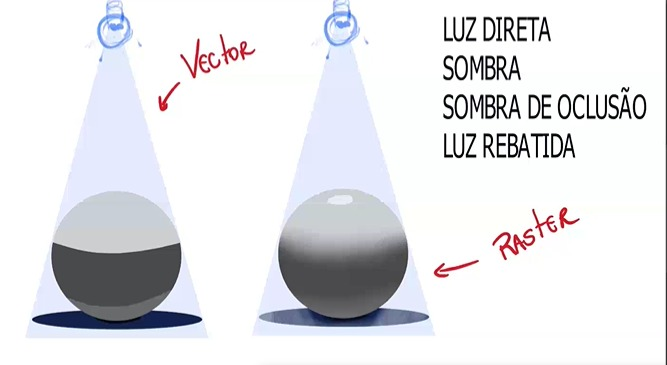 VECTOR
LUZ DIRETA
SOMBRA
SOMBRA DE OCLUSÃO
LUZ REBATIDA
RASTER